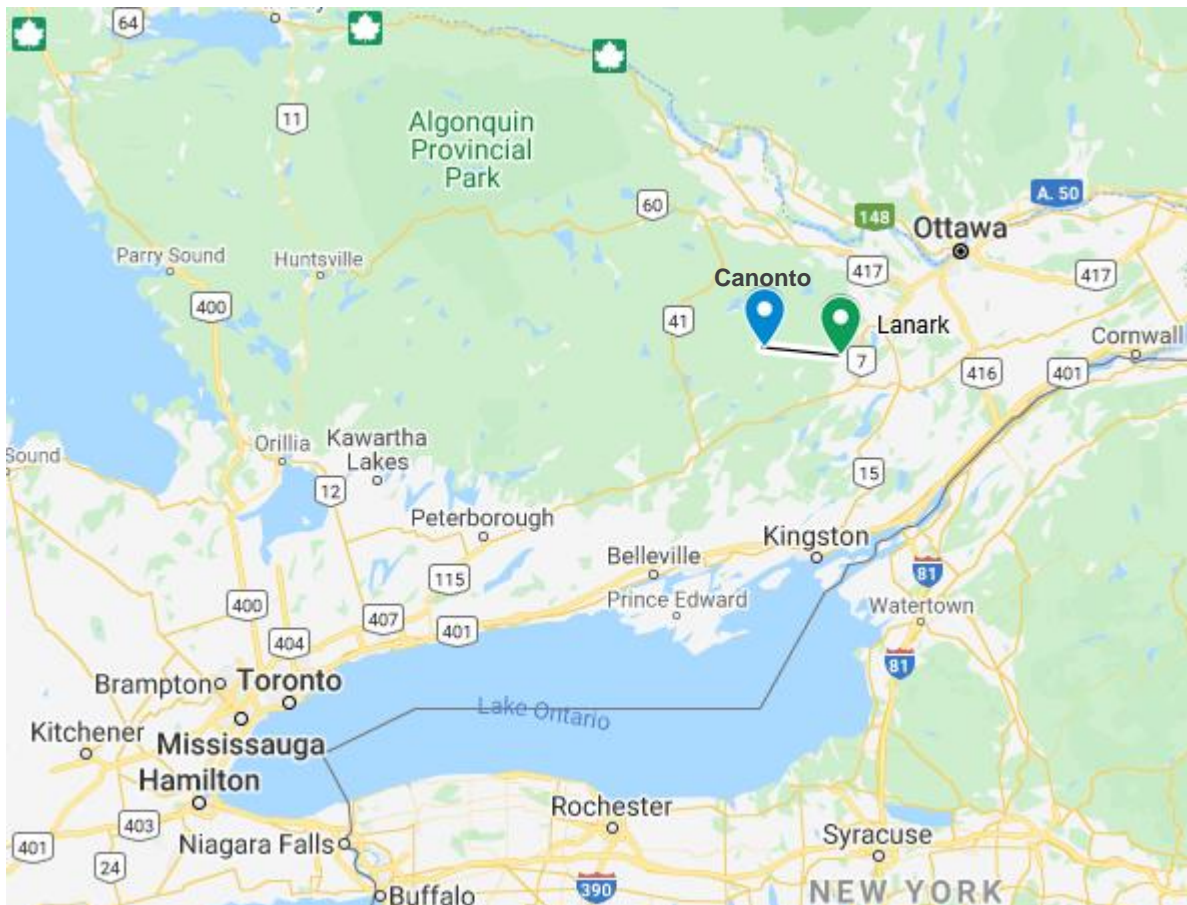 64
11
Algonquin
Provincial
Park
60
148
A. 50
Ottawa
Parry Sound
Huntsville
417
417
Canonto
400
41
Lanark
7
Cornwall
416
401
Orillia
Kawartha
Lakes
Sound
12
15
Peterborough
Kingston
Belleville
115
81
Prince Edward
Watertown
400
407
404
401
81
Brampton
Toronto
Lake Ontario
Kitchener
Mississauga
Hamilton
Rochester
403
Syracuse
401
Niagara Falls
24
390
NEW YORK
Buffalo